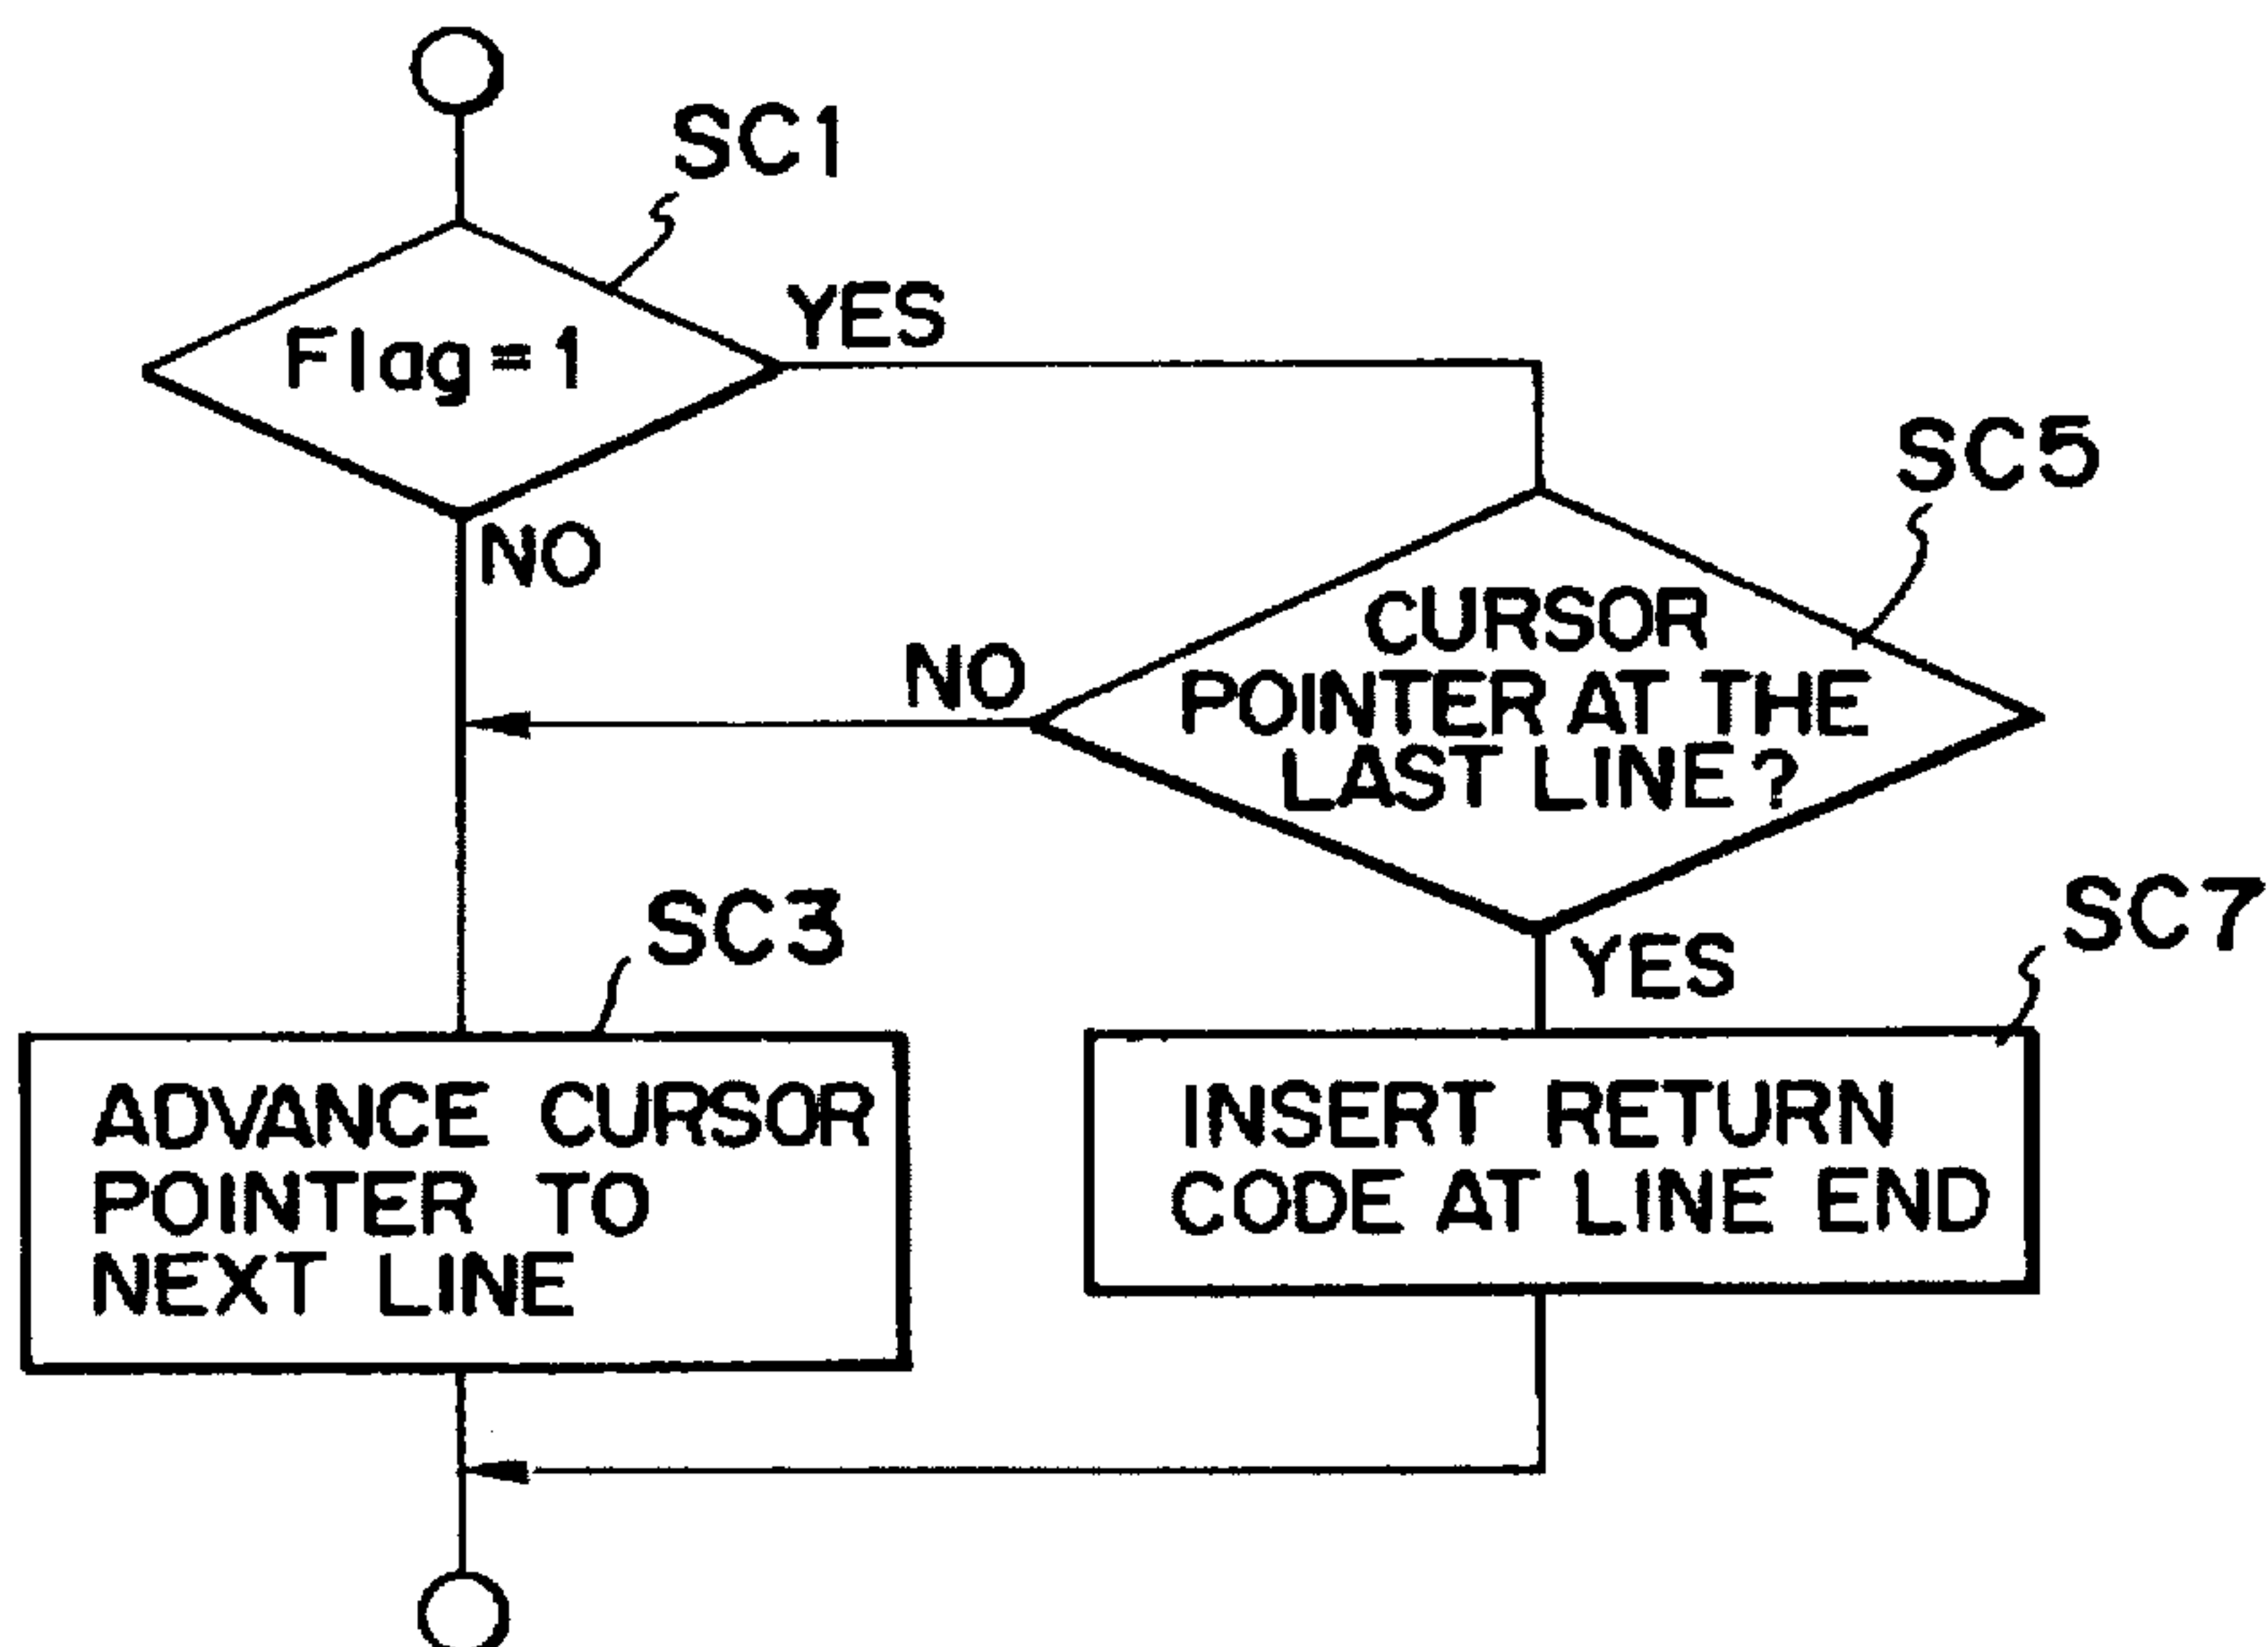 SC1
YES
Flag=1
SC5
NO
CURSOR
POINTER AT THE
LAST LINE?
NO
SC3
SC7
YES
ADVANCE CURSOR
POINTER TO
NEXT LINE
INSERT RETURN
CODE AT LINE END